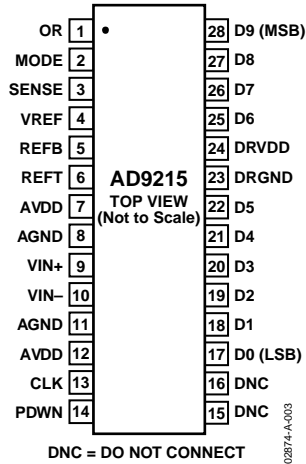 OR 1 28 D9 (MSB)
MODE 2 27 D8
SENSE 3 26 D7
VREF 4 25 D6
REFB 5 24 DRVDD
REFT 6 AD9215 23 DRGND
AVDD 7 TOP VIEW 22 D5
(Not to Scale)
AGND 8 21 D4
VIN+ 9 20 D3
VIN– 10 19 D2
AGND 11 18 D1
AVDD 12 17 D0 (LSB)
CLK 13 16 DNC
PDWN 14 15 DNC
DNC = DO NOT CONNECT
02874-A-003